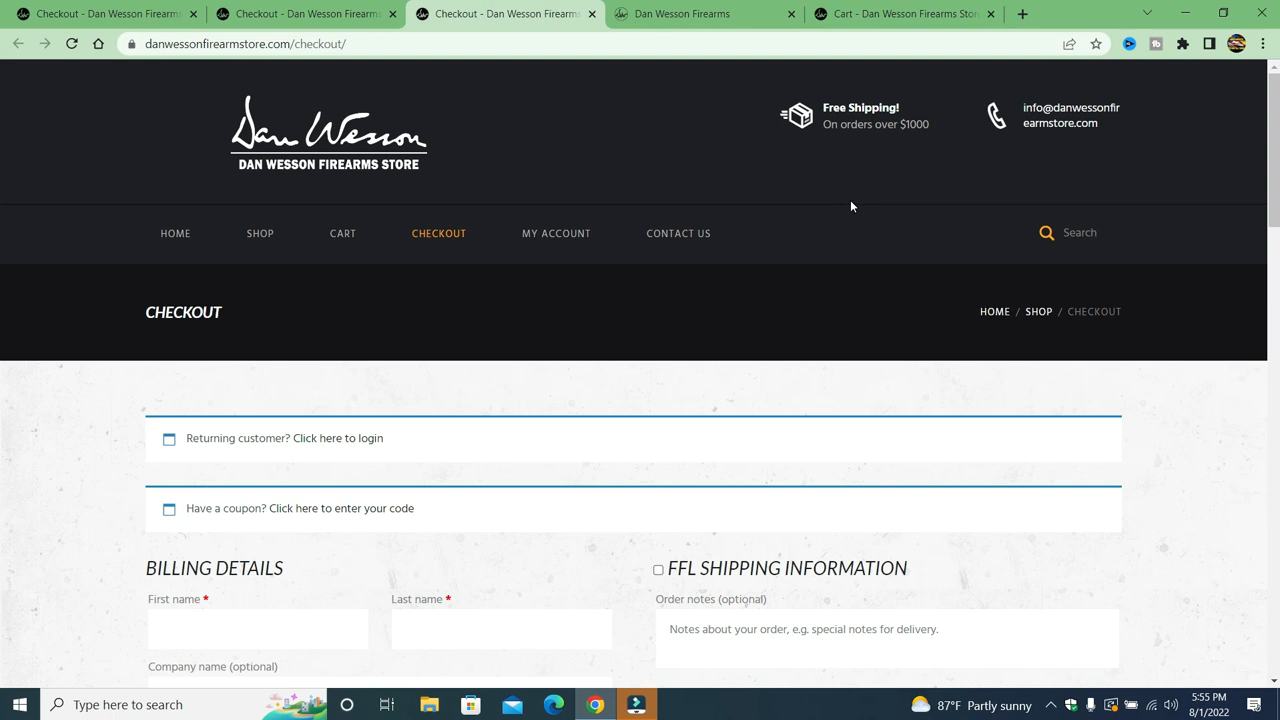 Checkout - Dan Wesson Firearms
Checkout - Dan Wesson Firearms
Checkout - Dan Wesson Firearms
Dan Wesson Firearms
Cart - Dan Wesson Firearms Stor
danwessonfirearmstore.com/checkout/
Dan Wesson
DAN WESSON FIREARMS STORE
Free Shipping!
On orders over $1000
info@danwessonfir
earmstore.com
HOME
SHOP
CART
CHECKOUT
MY ACCOUNT
CONTACT US
Search
CHECKOUT
HOME / SHOP / CHECKOUT
Returning customer? Click here to login
Have a coupon? Click here to enter your code
BILLING DETAILS
FFL SHIPPING INFORMATION
First name *
Last name *
Order notes (optional)
Notes about your order, e.g. special notes for delivery.
Company name (optional)
Type here to search
87°F Partly sunny
5:55 PM
8/1/2022